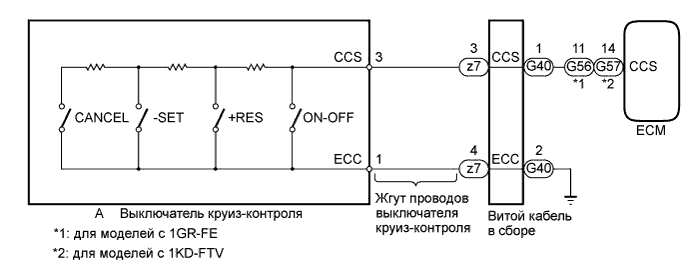 CCS 3 3 CCS 1 11 14
z7 G40 G56 G57 CCS
*1 *2
CANCEL -SET +RES ON-OFF
ECM
ECC 1 4 ECC 2
z7 G40
A Выключатель круиз-контроля
Жгут проводов
выключателя
круиз-контроля
Витой кабель
в сборе
*1: для моделей с 1GR-FE
*2: для моделей с 1KD-FTV